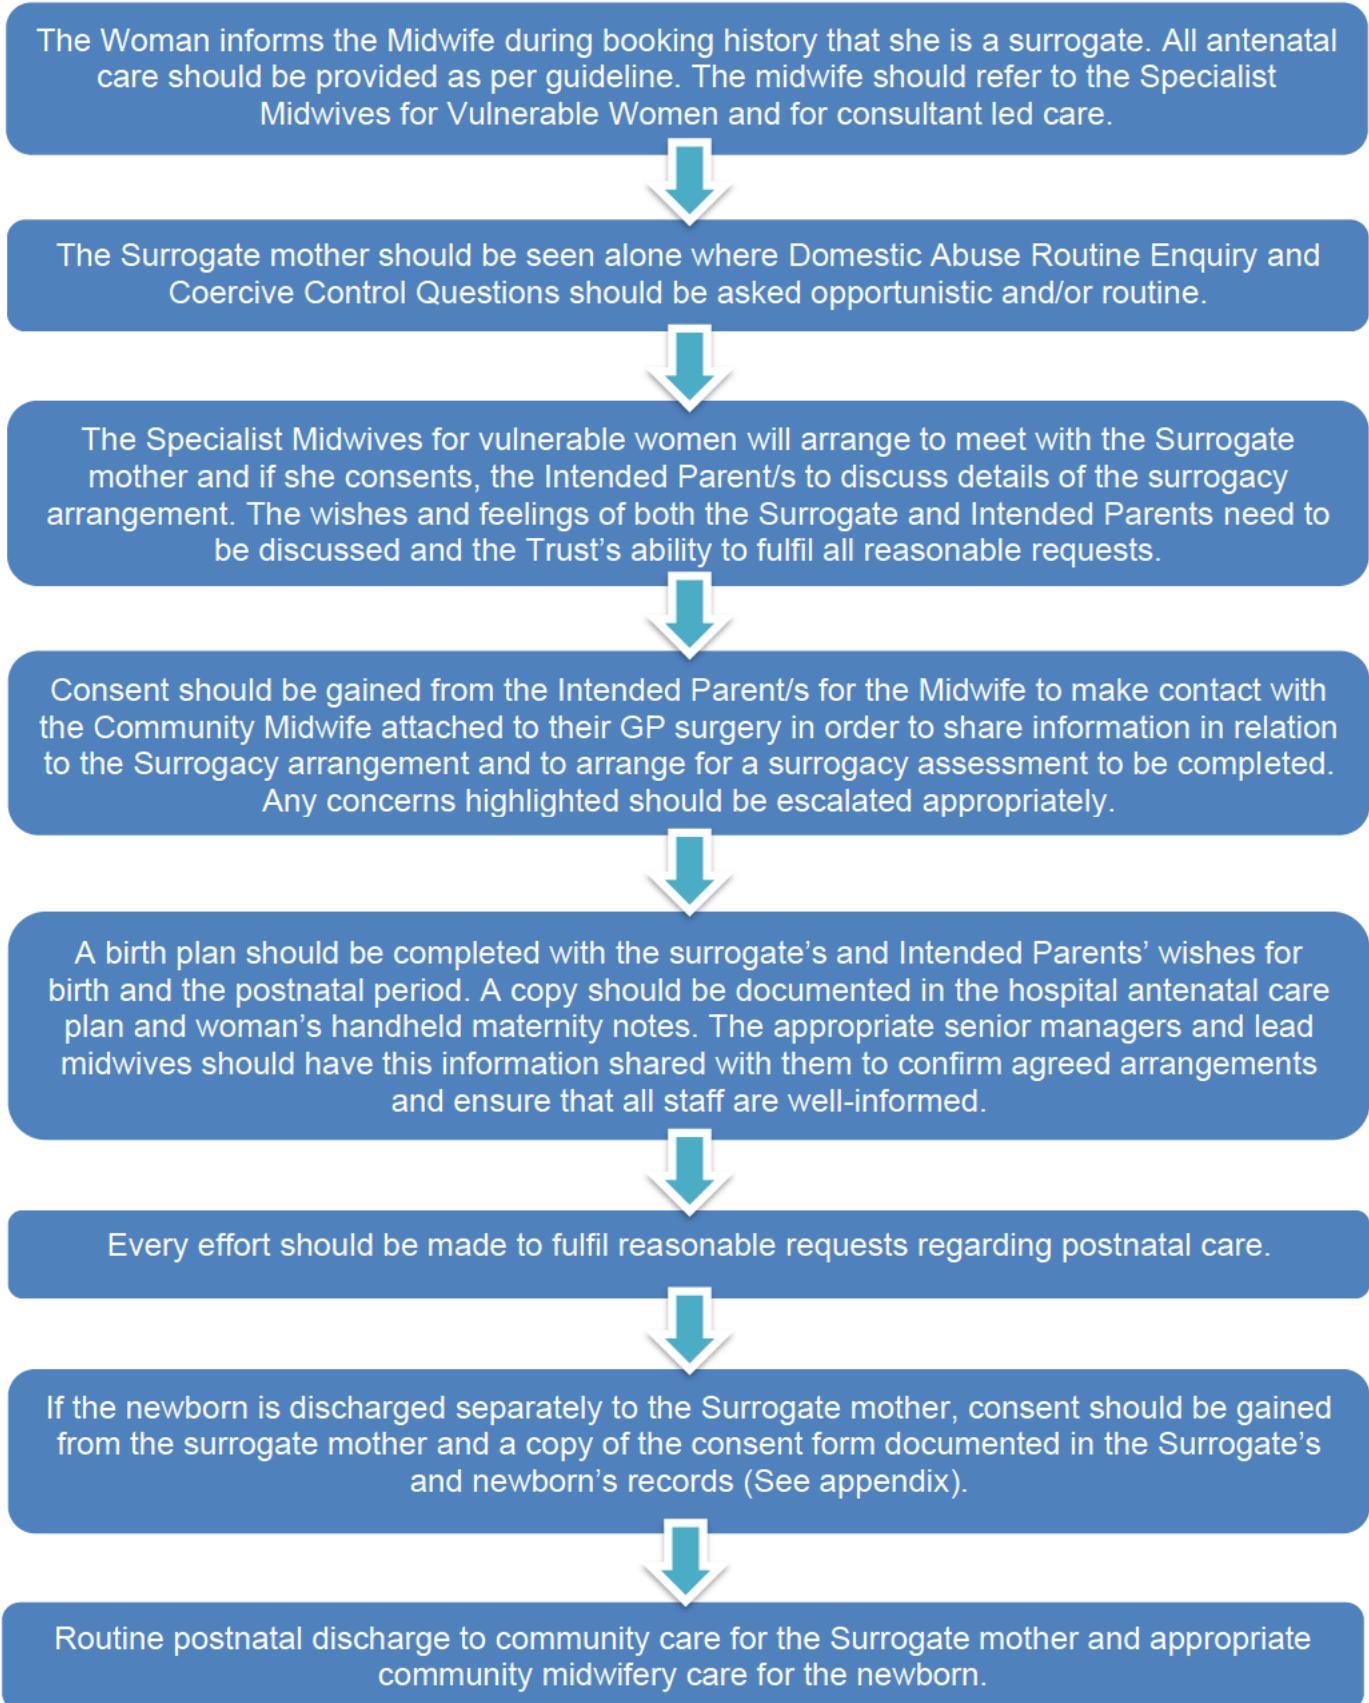 The Woman informs the Midwife during booking history that she is a surrogate. All antenatal
care should be provided as per guideline. The midwife should refer to the Specialist
Midwives for Vulnerable Women and for consultant led care.
The Surrogate mother should be seen alone where Domestic Abuse Routine Enquiry and
Coercive Control Questions should be asked opportunistic and/or routine.
The Specialist Midwives for vulnerable women will arrange to meet with the Surrogate
mother and if she consents, the Intended Parent/s to discuss details of the surrogacy
arrangement. The wishes and feelings of both the Surrogate and Intended Parents need to
be discussed and the Trust’s ability to fulfil all reasonable requests.
Consent should be gained from the Intended Parent/s for the Midwife to make contact with
the Community Midwife attached to their GP surgery in order to share information in relation
to the Surrogacy arrangement and to arrange for a surrogacy assessment to be completed.
Any concerns highlighted should be escalated appropriately.
A birth plan should be completed with the surrogate’s and Intended Parents’ wishes for
birth and the postnatal period. A copy should be documented in the hospital antenatal care
plan and woman’s handheld maternity notes. The appropriate senior managers and lead
midwives should have this information shared with them to confirm agreed arrangements
and ensure that all staff are well-informed.
Every effort should be made to fulfil reasonable requests regarding postnatal care.
If the newborn is discharged separately to the Surrogate mother, consent should be gained
from the surrogate mother and a copy of the consent form documented in the Surrogate’s
and newborn’s records (See appendix).
Routine postnatal discharge to community care for the Surrogate mother and appropriate
community midwifery care for the newborn.